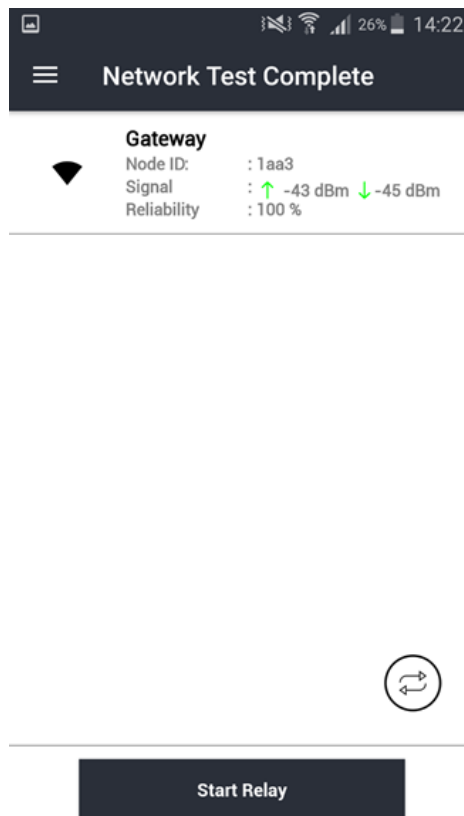 26% 14:22
Network Test Complete
Gateway
Node ID: : 1aa3
Signal : ↑ -43 dBm ↓ -45 dBm
Reliability : 100 %
Start Relay